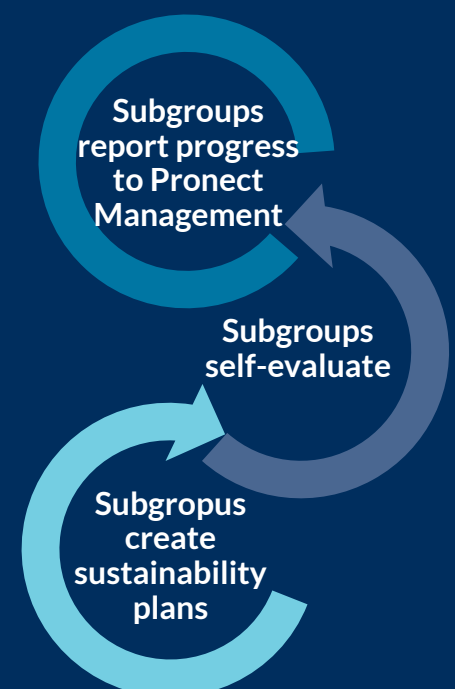 Subgroups
report progress
to Pronect
Management
Subgroups
self-evaluate
Subgropus
create
sustainability
plans